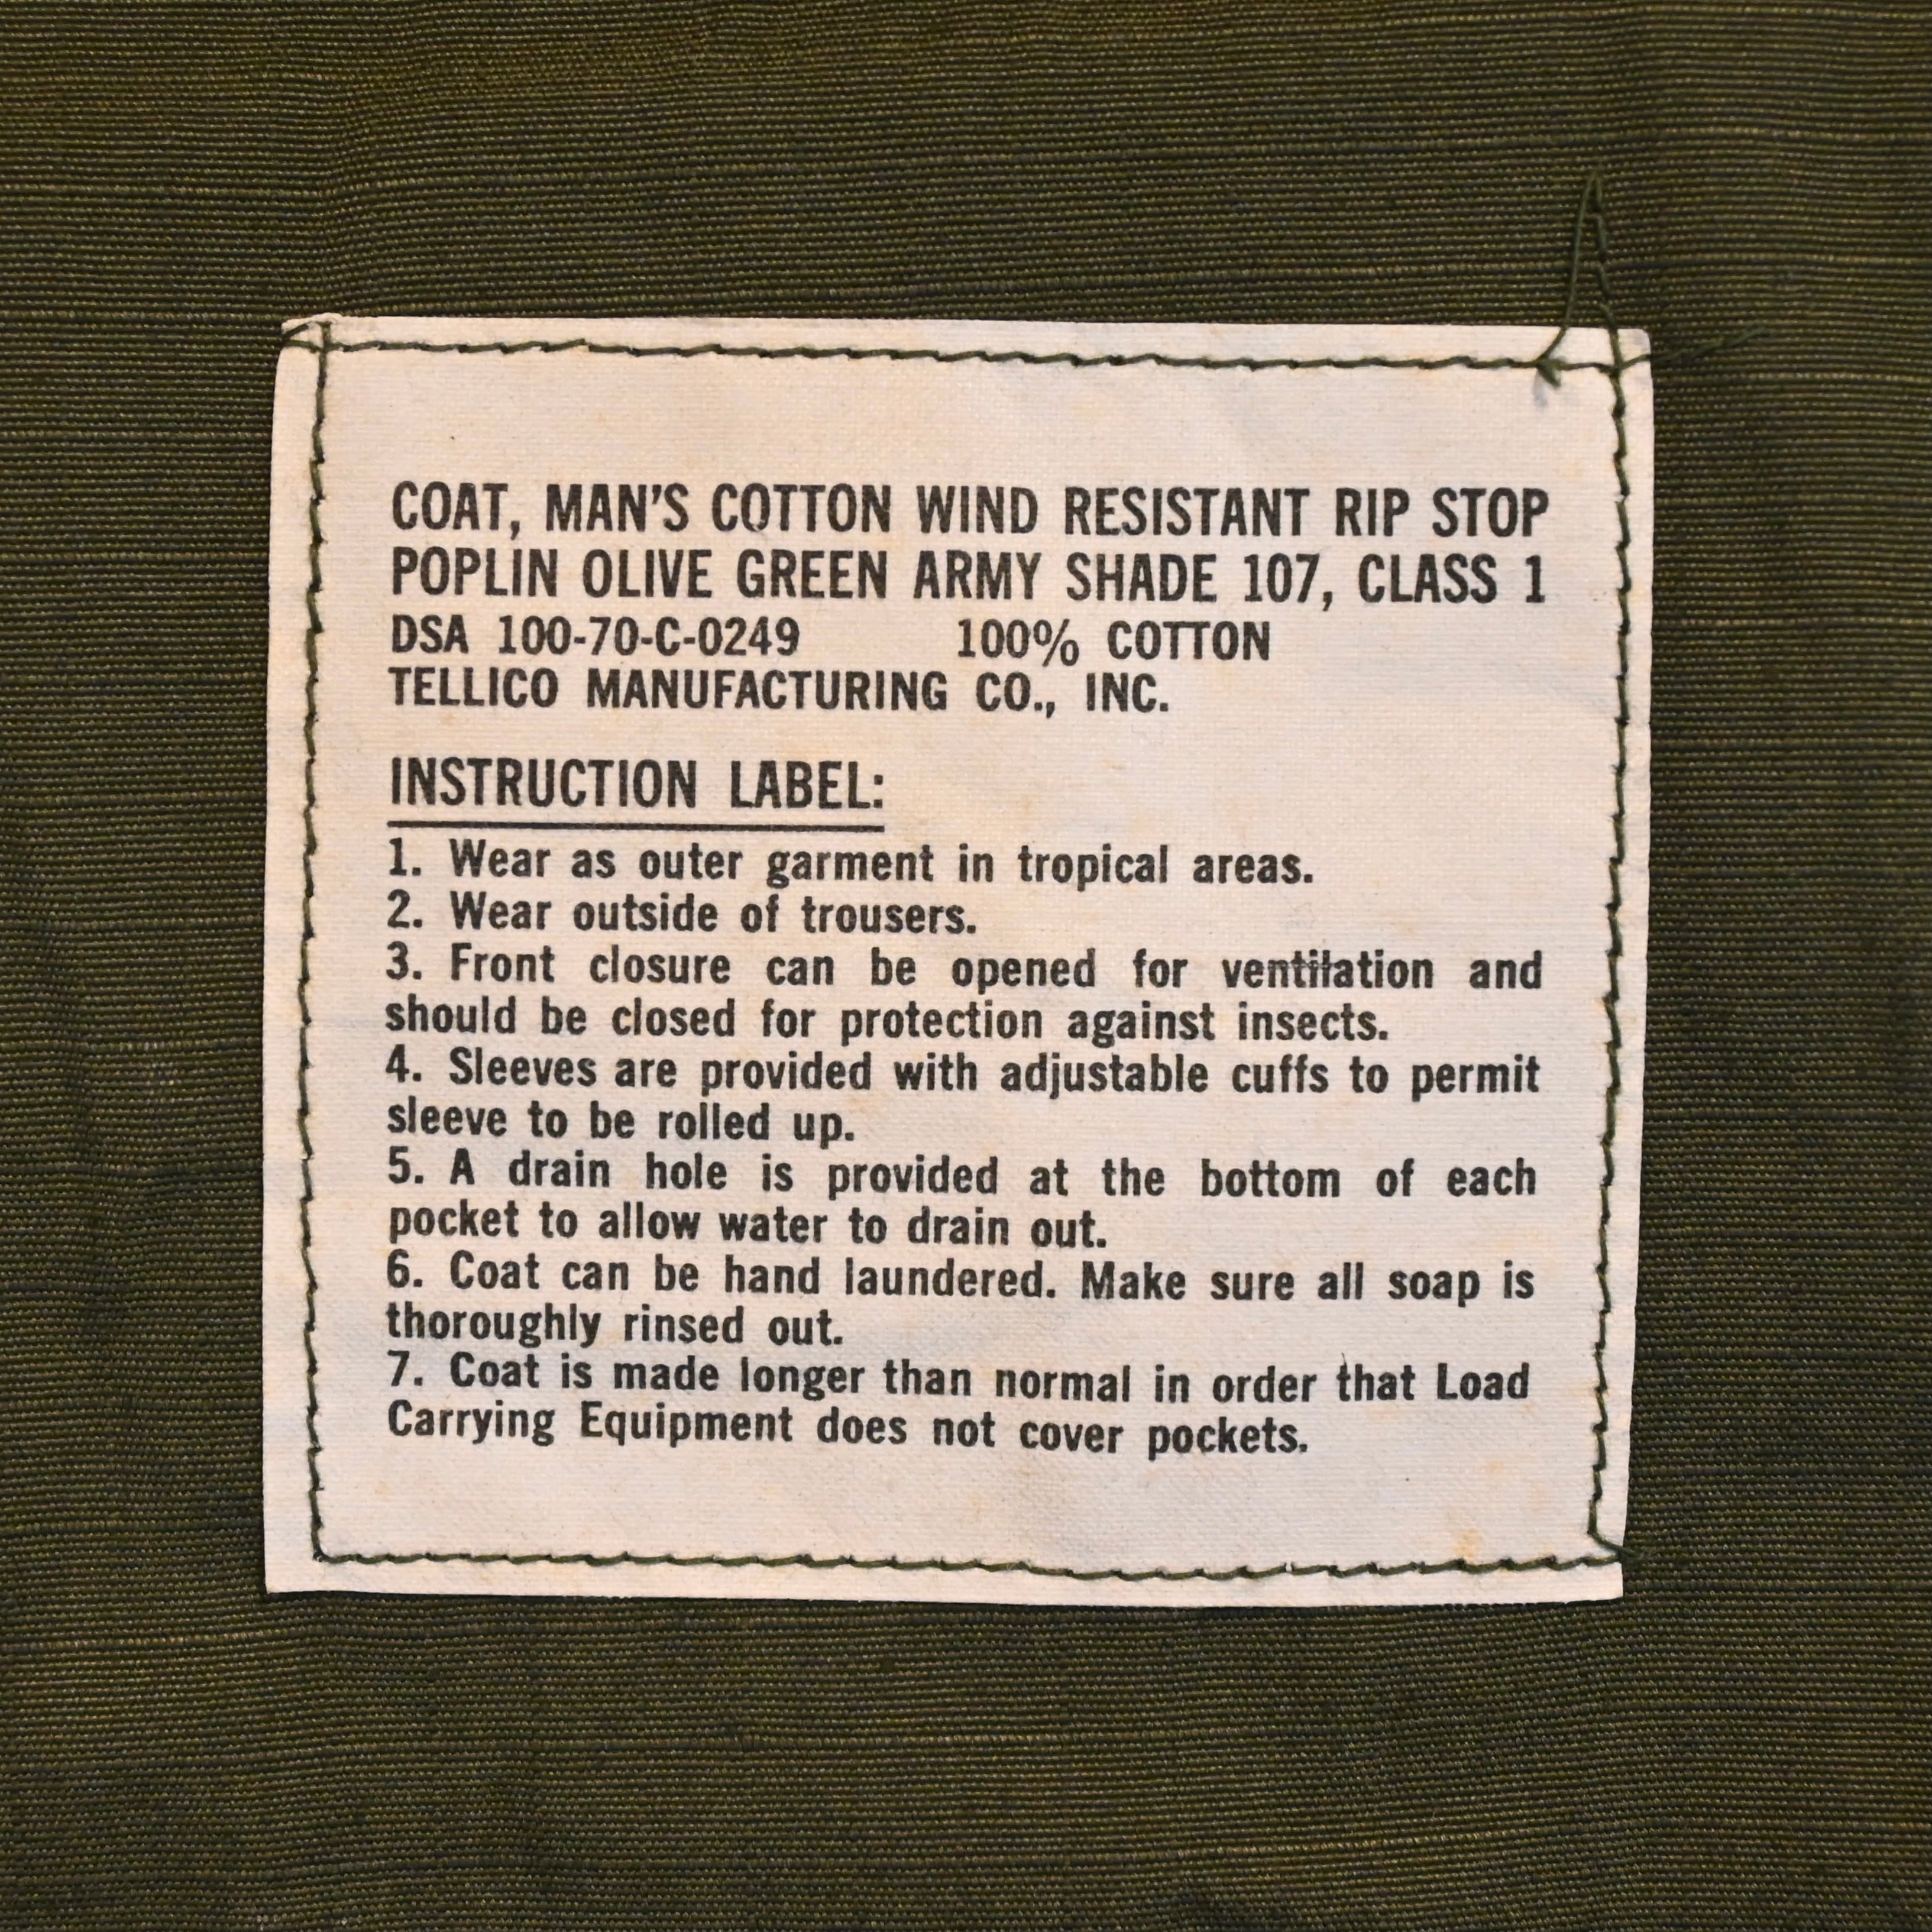 COAT, MAN'S COTTON WIND RESISTANT RIP STOP
POPLIN OLIVE GREEN ARMY SHADE 107, CLASS 1
DSA 100-70-C-0249 100% COTTON
TELLICO MANUFACTURING CO., INC.
INSTRUCTION LABEL:
1. Wear as outer garment in tropical areas.
2. Wear outside of trousers.
3. Front closure can be opened for ventilation and
should be closed for protection against insects.
4. Sleeves are provided with adjustable cuffs to permit
sleeve to be rolled up.
5. A drain hole is provided at the bottom of each
pocket to allow water to drain out.
6. Coat can be hand laundered. Make sure all soap is
thoroughly rinsed out.
7. Coat is made longer than normal in order that Load
Carrying Equipment does not cover pockets.